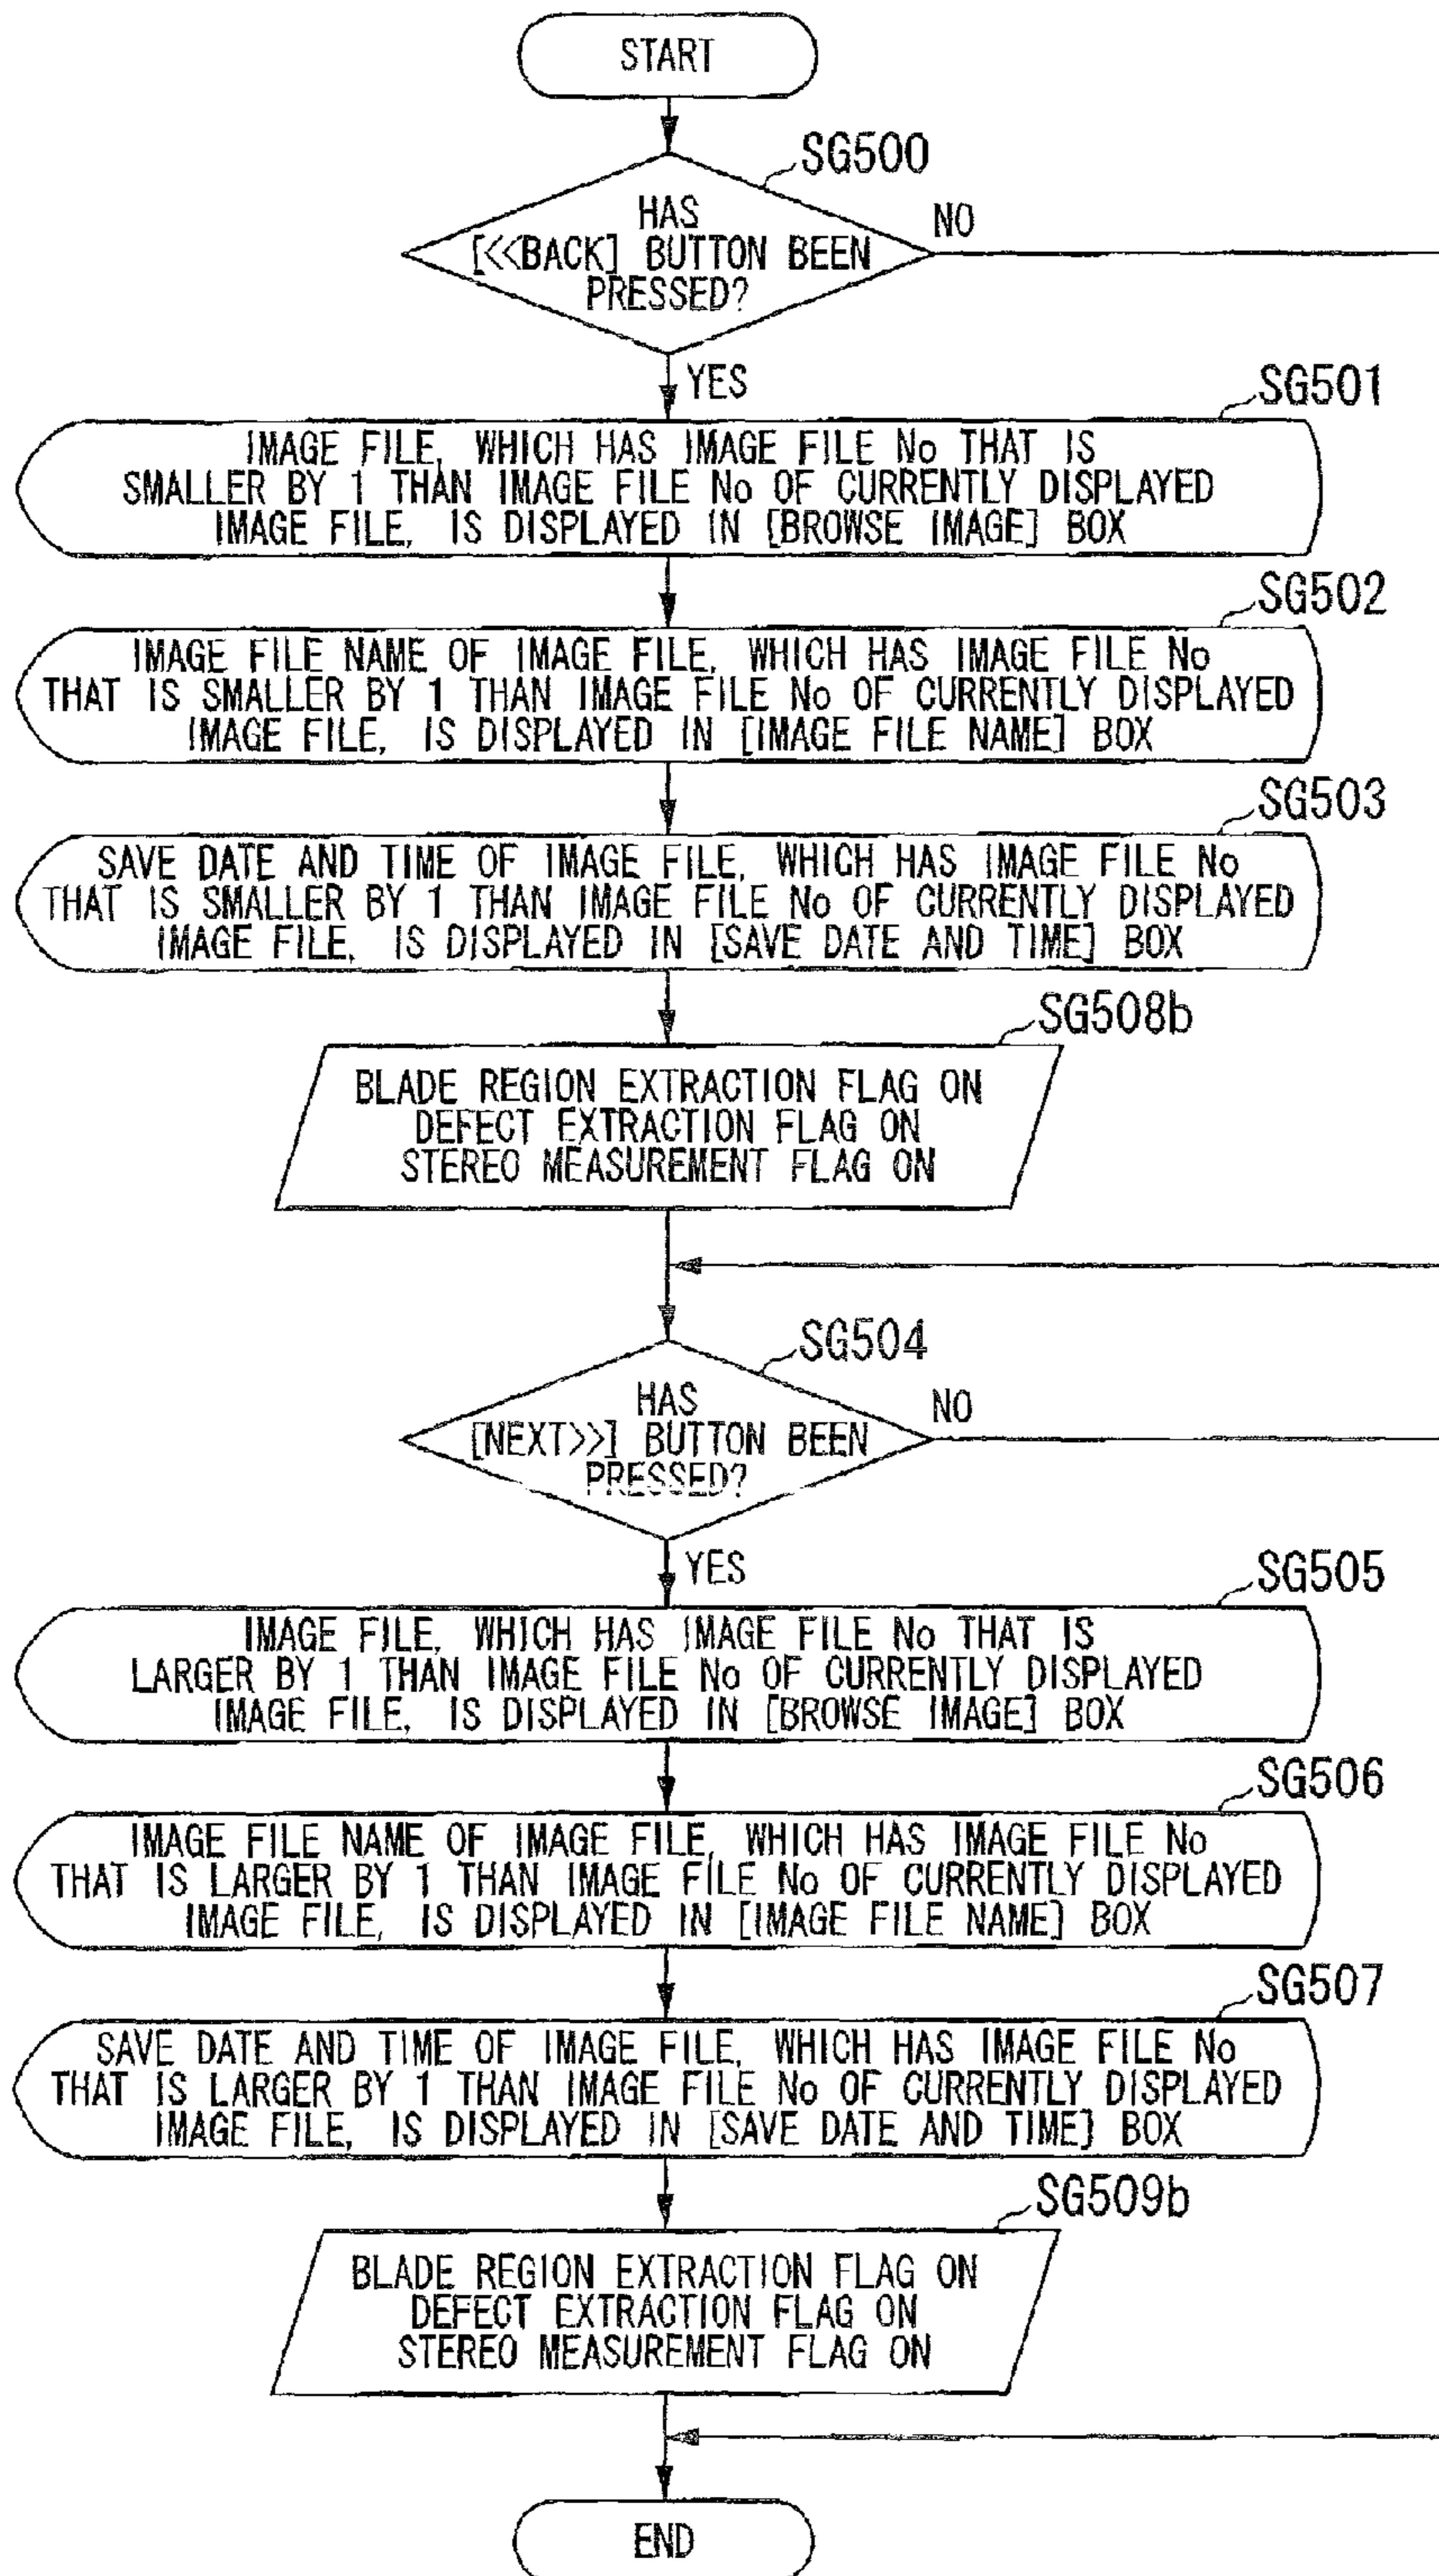 START
SG500
HAS
[<<BACK] BUTTON BEEN
PRESSED?
NO
YES
SG501
IMAGE FILE, WHICH HAS IMAGE FILE No THAT IS
SMALLER BY 1 THAN IMAGE FILE No OF CURRENTLY DISPLAYED
IMAGE FILE, IS DISPLAYED IN [BROWSE IMAGE] BOX
SG502
IMAGE FILE NAME OF IMAGE FILE, WHICH HAS IMAGE FILE No
THAT IS SMALLER BY 1 THAN IMAGE FILE No OF CURRENTLY DISPLAYED
IMAGE FILE, IS DISPLAYED IN [IMAGE FILE NAME] BOX
SG503
SAVE DATE AND TIME OF IMAGE FILE, WHICH HAS IMAGE FILE No
THAT IS SMALLER BY 1 THAN IMAGE FILE No OF CURRENTLY DISPLAYED
IMAGE FILE, IS DISPLAYED IN [SAVE DATE AND TIME] BOX
SG508b
BLADE REGION EXTRACTION FLAG ON
DEFECT EXTRACTION FLAG ON
STEREO MEASUREMENT FLAG ON
SG504
HAS
[NEXT>>] BUTTON BEEN
PRESSED?
NO
YES
SG505
IMAGE FILE, WHICH HAS IMAGE FILE No THAT IS
LARGER BY 1 THAN IMAGE FILE No OF CURRENTLY DISPLAYED
IMAGE FILE, IS DISPLAYED IN [BROWSE IMAGE] BOX
SG506
IMAGE FILE NAME OF IMAGE FILE, WHICH HAS IMAGE FILE No
THAT IS LARGER BY 1 THAN IMAGE FILE No OF CURRENTLY DISPLAYED
IMAGE FILE, IS DISPLAYED IN [IMAGE FILE NAME] BOX
SG507
SAVE DATE AND TIME OF IMAGE FILE, WHICH HAS IMAGE FILE No
THAT IS LARGER BY 1 THAN IMAGE FILE No OF CURRENTLY DISPLAYED
IMAGE FILE, IS DISPLAYED IN [SAVE DATE AND TIME] BOX
SG509b
BLADE REGION EXTRACTION FLAG ON
DEFECT EXTRACTION FLAG ON
STEREO MEASUREMENT FLAG ON
END